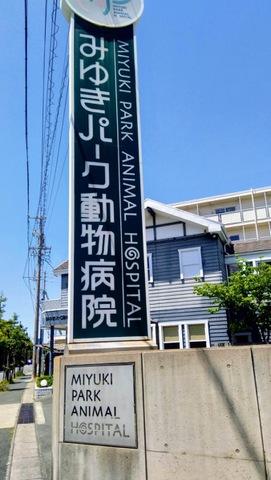 みゆきパーク動物病院
MIYUKI PARK ANIMAL HOSPITAL
MIYUKI
PARK
ANIMAL
HOSPITAL